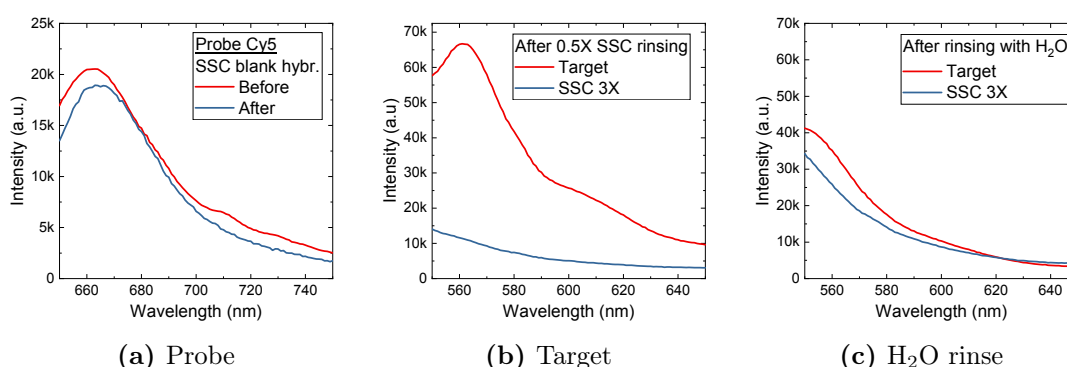 25k
20k
15k
10k
5k
0
Intensity (a.u.)
Probe Cy5
SSC blank hybr.
Before
After
660 680 700 720 740
Wavelength (nm)
(a) Probe
70k
60k
50k
40k
30k
20k
10k
0
Intensity (a.u.)
After 0.5X SSC rinsing
Target
SSC 3X
560 580 600 620 640
Wavelength (nm)
(b) Target
70k
60k
50k
40k
30k
20k
10k
0
Intensity (a.u.)
After rinsing with H₂O
Target
SSC 3X
560 580 600 620 640
Wavelength (nm)
(c) H₂O rinse